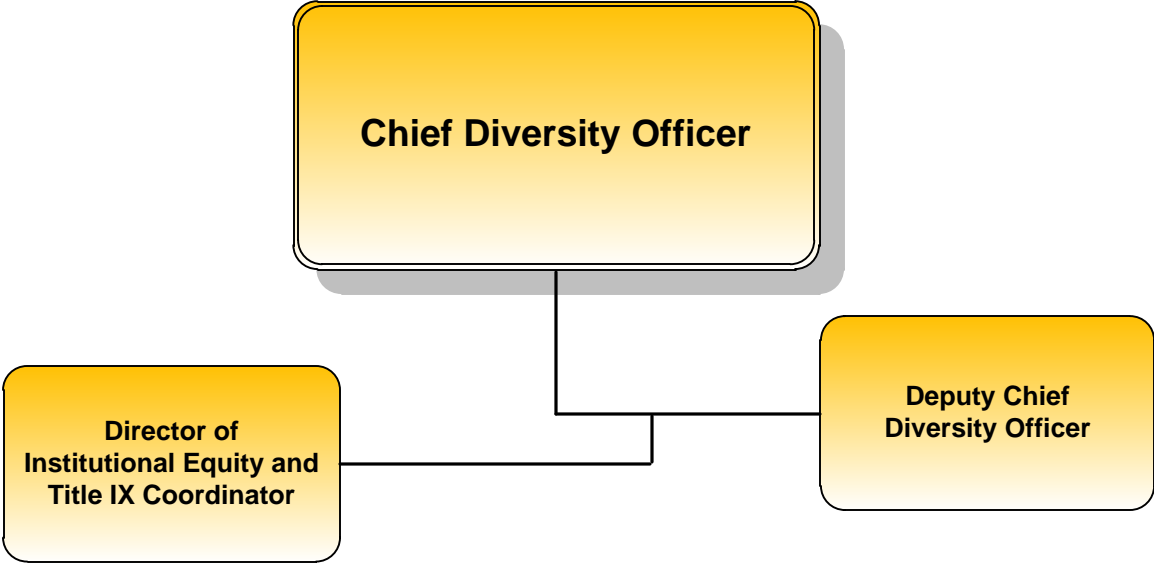 Chief Diversity Officer
Deputy Chief
Diversity Officer
Director of
Institutional Equity and
Title IX Coordinator